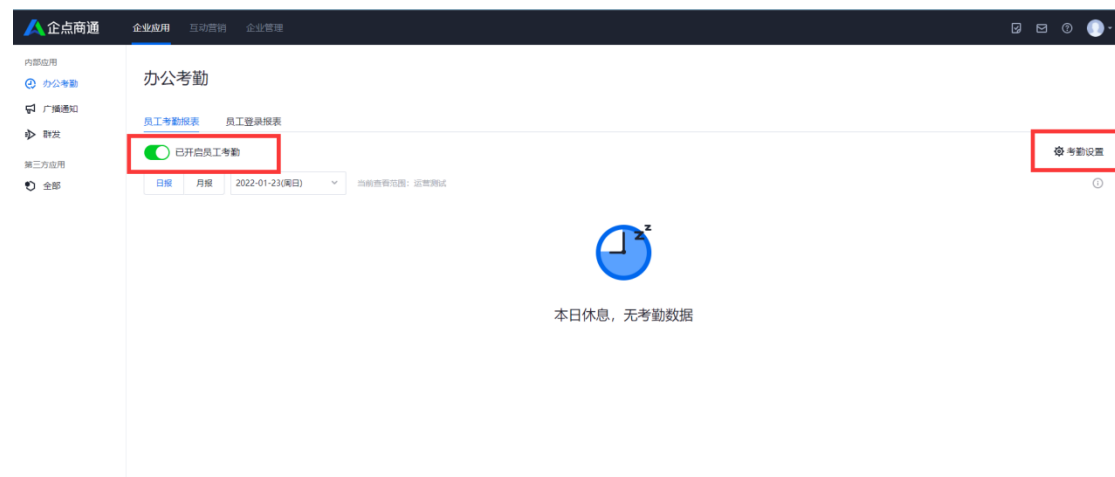 企点商通 企业应用 互动营销 企业管理
内部应用
办公考勤
广播通知
群发
第三方应用
全部
办公考勤
员工考勤报表 员工登录报表
已开启员工考勤 考勤设置
日报 月报 2022-01-23(周日) 当前查看范围：运营测试
z z
本日休息，无考勤数据